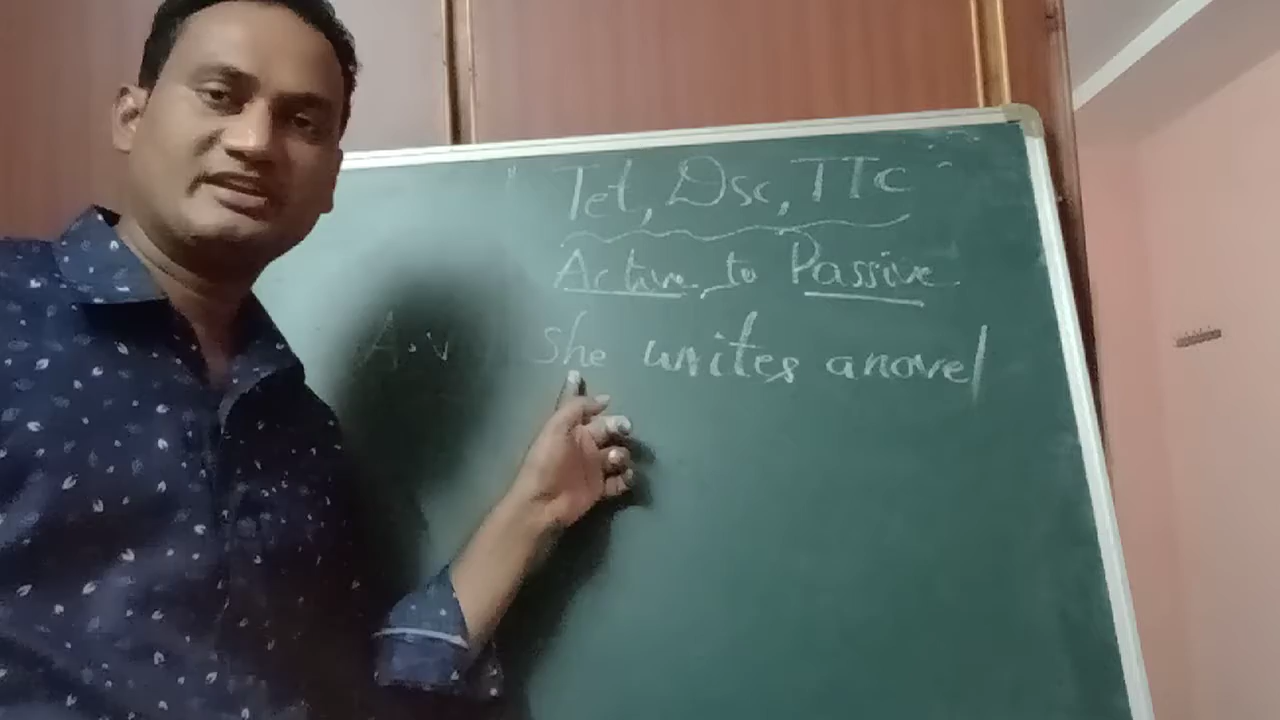 Tet, Dsc, TTC
Active to Passive
A.V She writes a novel